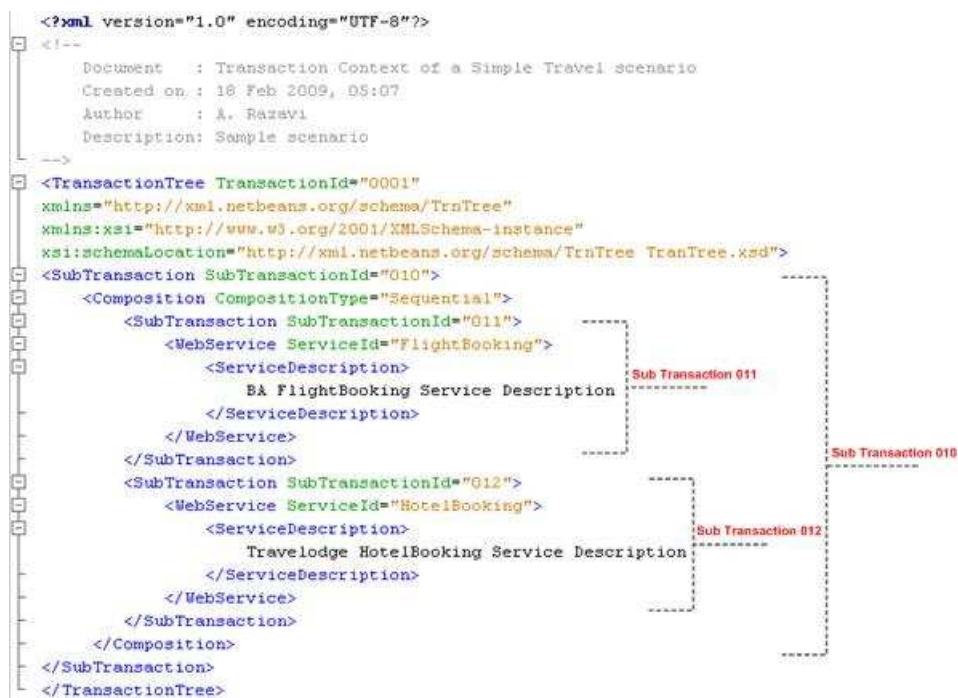 <?xml version="1.0" encoding="UTF-8"?>
<!--
Document : Transaction Context of a Simple Travel scenario
Created on : 18 Feb 2009, 05:07
Author : A. Razavi
Description: Sample scenario
-->
<TransactionTree TransactionId="0001"
xmlns="http://xml.netbeans.org/schema/TrnTree"
xmlns:xsi="http://www.w3.org/2001/XMLSchema-instance"
xsi:schemaLocation="http://xml.netbeans.org/schema/TrnTree TranTree.xsd">
<SubTransaction SubTransactionId="010">
<Composition CompositionType="Sequential">
<SubTransaction SubTransactionId="011">
<WebService ServiceId="FlightBooking">
<ServiceDescription>
Sub Transaction 011
BA FlightBooking Service Description
</ServiceDescription>
</WebService>
</SubTransaction>
Sub Transaction 010
<SubTransaction SubTransactionId="012">
<WebService ServiceId="HotelBooking">
<ServiceDescription>
Sub Transaction 012
Travelodge HotelBooking Service Description
</ServiceDescription>
</WebService>
</SubTransaction>
</Composition>
</SubTransaction>
</TransactionTree>